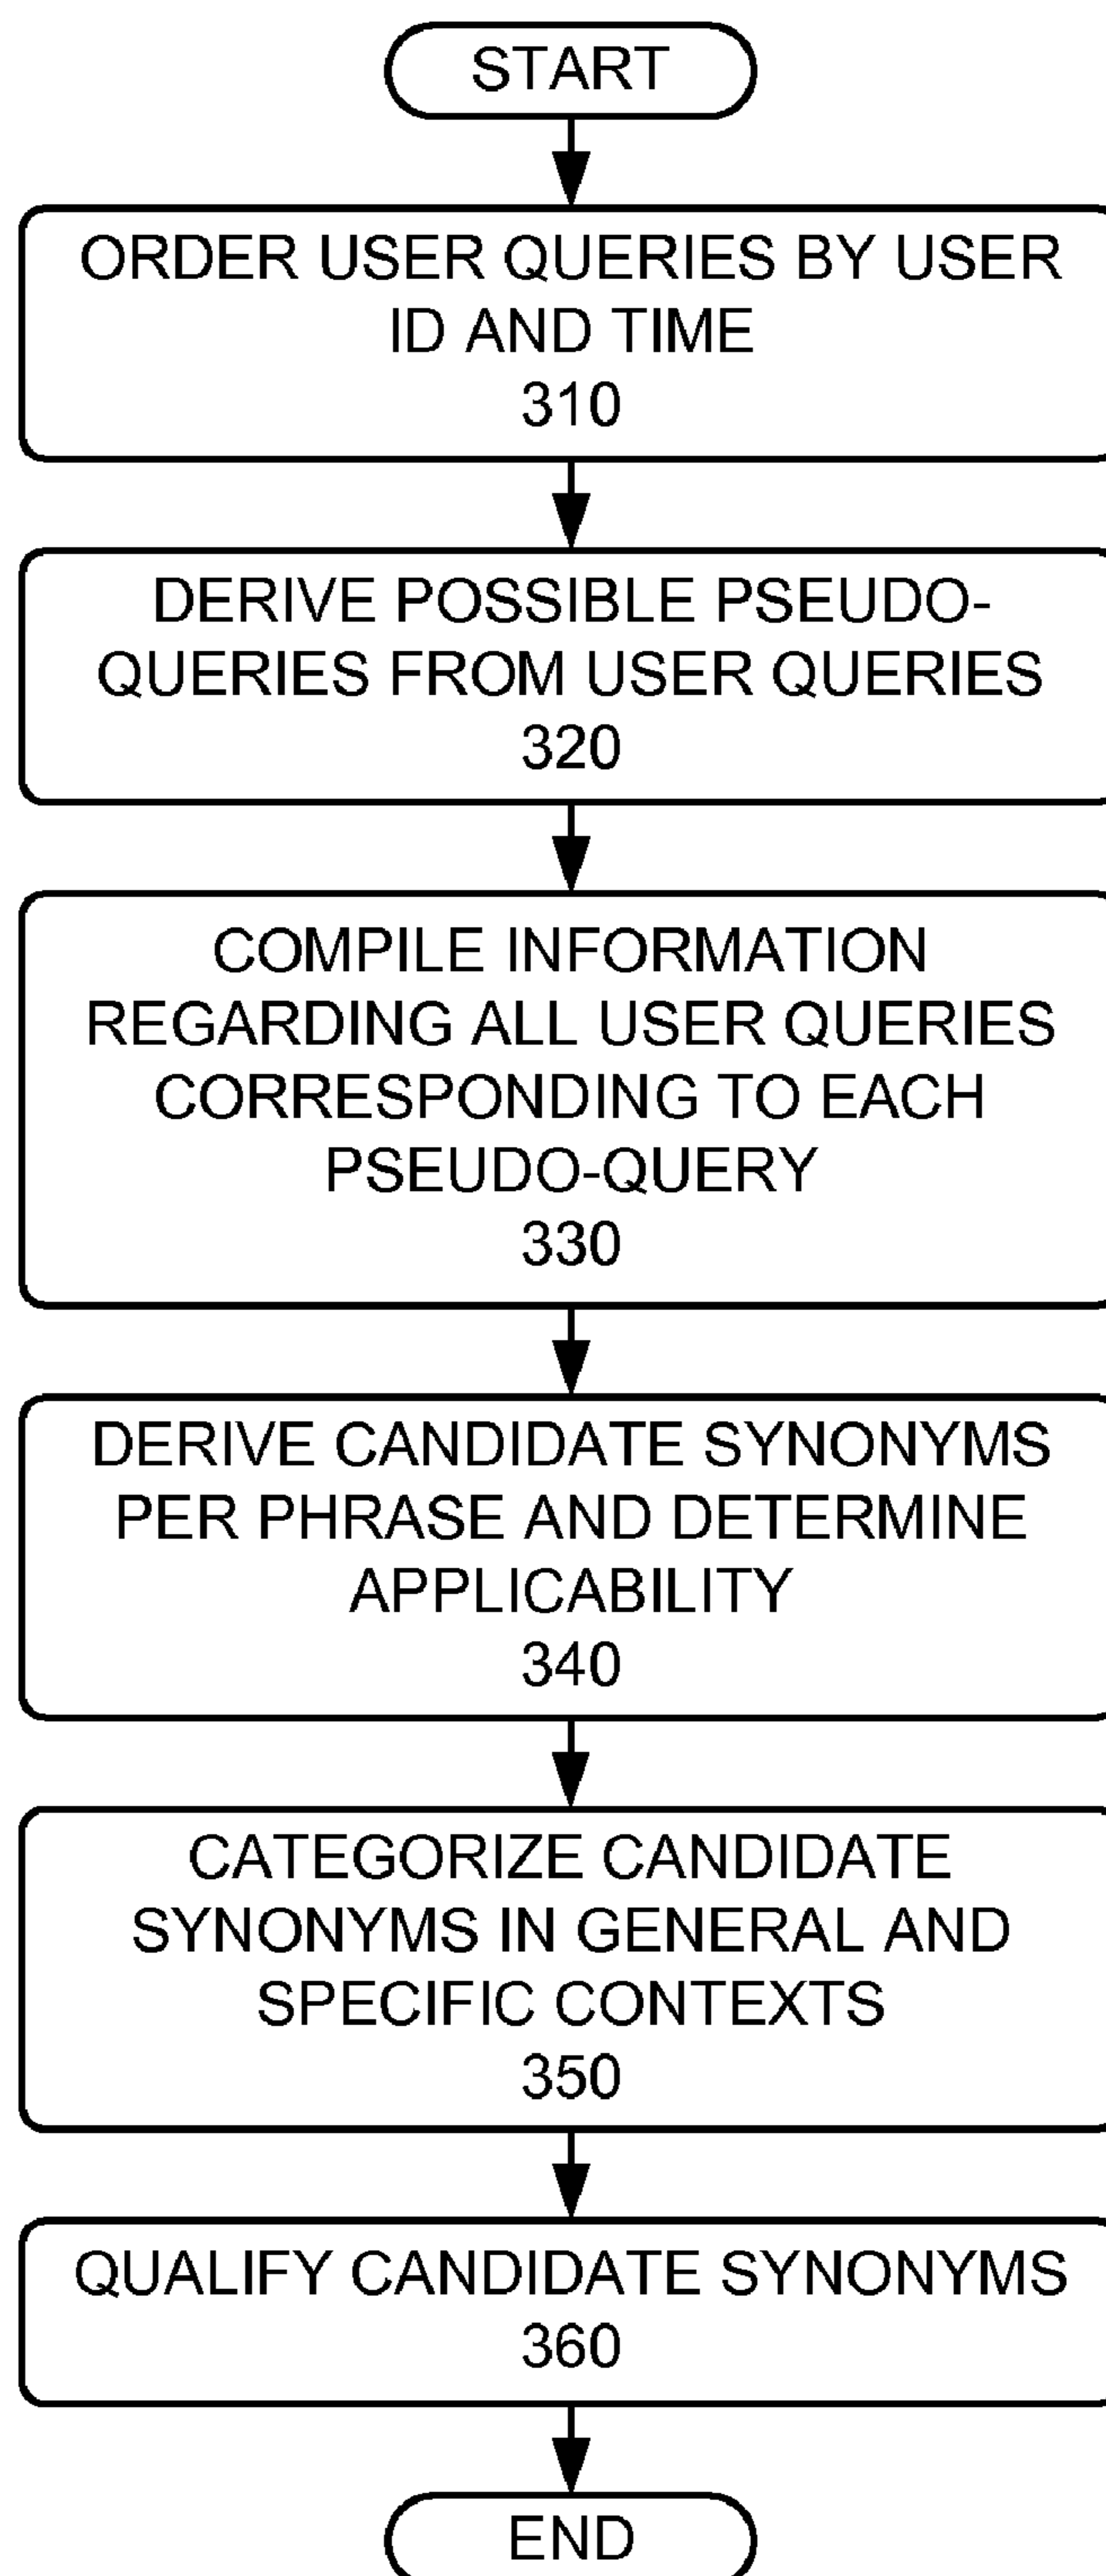 START
ORDER USER QUERIES BY USER
ID AND TIME
310
DERIVE POSSIBLE PSEUDO-
QUERIES FROM USER QUERIES
320
COMPILE INFORMATION
REGARDING ALL USER QUERIES
CORRESPONDING TO EACH
PSEUDO-QUERY
330
DERIVE CANDIDATE SYNONYMS
PER PHRASE AND DETERMINE
APPLICABILITY
340
CATEGORIZE CANDIDATE
SYNONYMS IN GENERAL AND
SPECIFIC CONTEXTS
350
QUALIFY CANDIDATE SYNONYMS
360
END